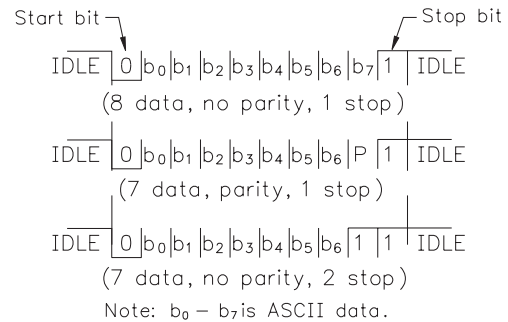 Start bit Stop bit
IDLE 0 b₀ b₁ b₂ b₃ b₄ b₅ b₆ b₇ 1 IDLE
(8 data, no parity, 1 stop)
IDLE 0 b₀ b₁ b₂ b₃ b₄ b₅ b₆ P 1 IDLE
(7 data, parity, 1 stop)
IDLE 0 b₀ b₁ b₂ b₃ b₄ b₅ b₆ 1 1 IDLE
(7 data, no parity, 2 stop)
Note: b₀ – b₇ is ASCII data.